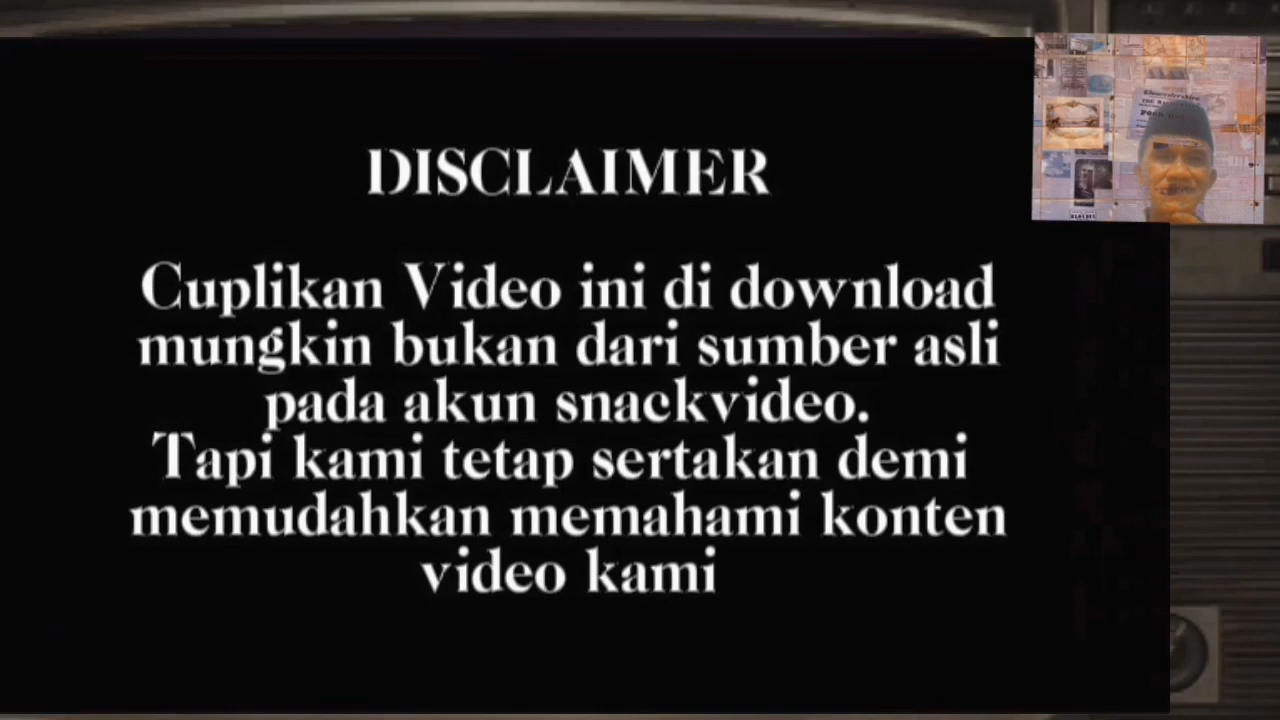 DISCLAIMER
Cuplikan Video ini di download
mungkin bukan dari sumber asli
pada akun snackvideo.
Tapi kami tetap sertakan demi
memudahkan memahami konten
video kami